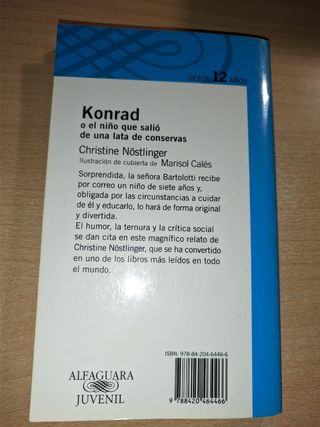 DESDE 12 AÑOS
Konrad
o el niño que salió
de una lata de conservas
Christine Nöstlinger
Ilustración de cubierta de Marisol Calés
Sorprendida, la señora Bartolotti recibe
por correo un niño de siete años y,
obligada por las circunstancias a cuidar
de él y educarlo, lo hará de forma original
y divertida.
El humor, la ternura y la crítica social
se dan cita en este magnífico relato de
Christine Nöstlinger, que se ha convertido
en uno de los libros más leídos en todo
el mundo.
ISBN: 978-84-204-6446-6
ALFAGUARA
JUVENIL
9 788420 464466